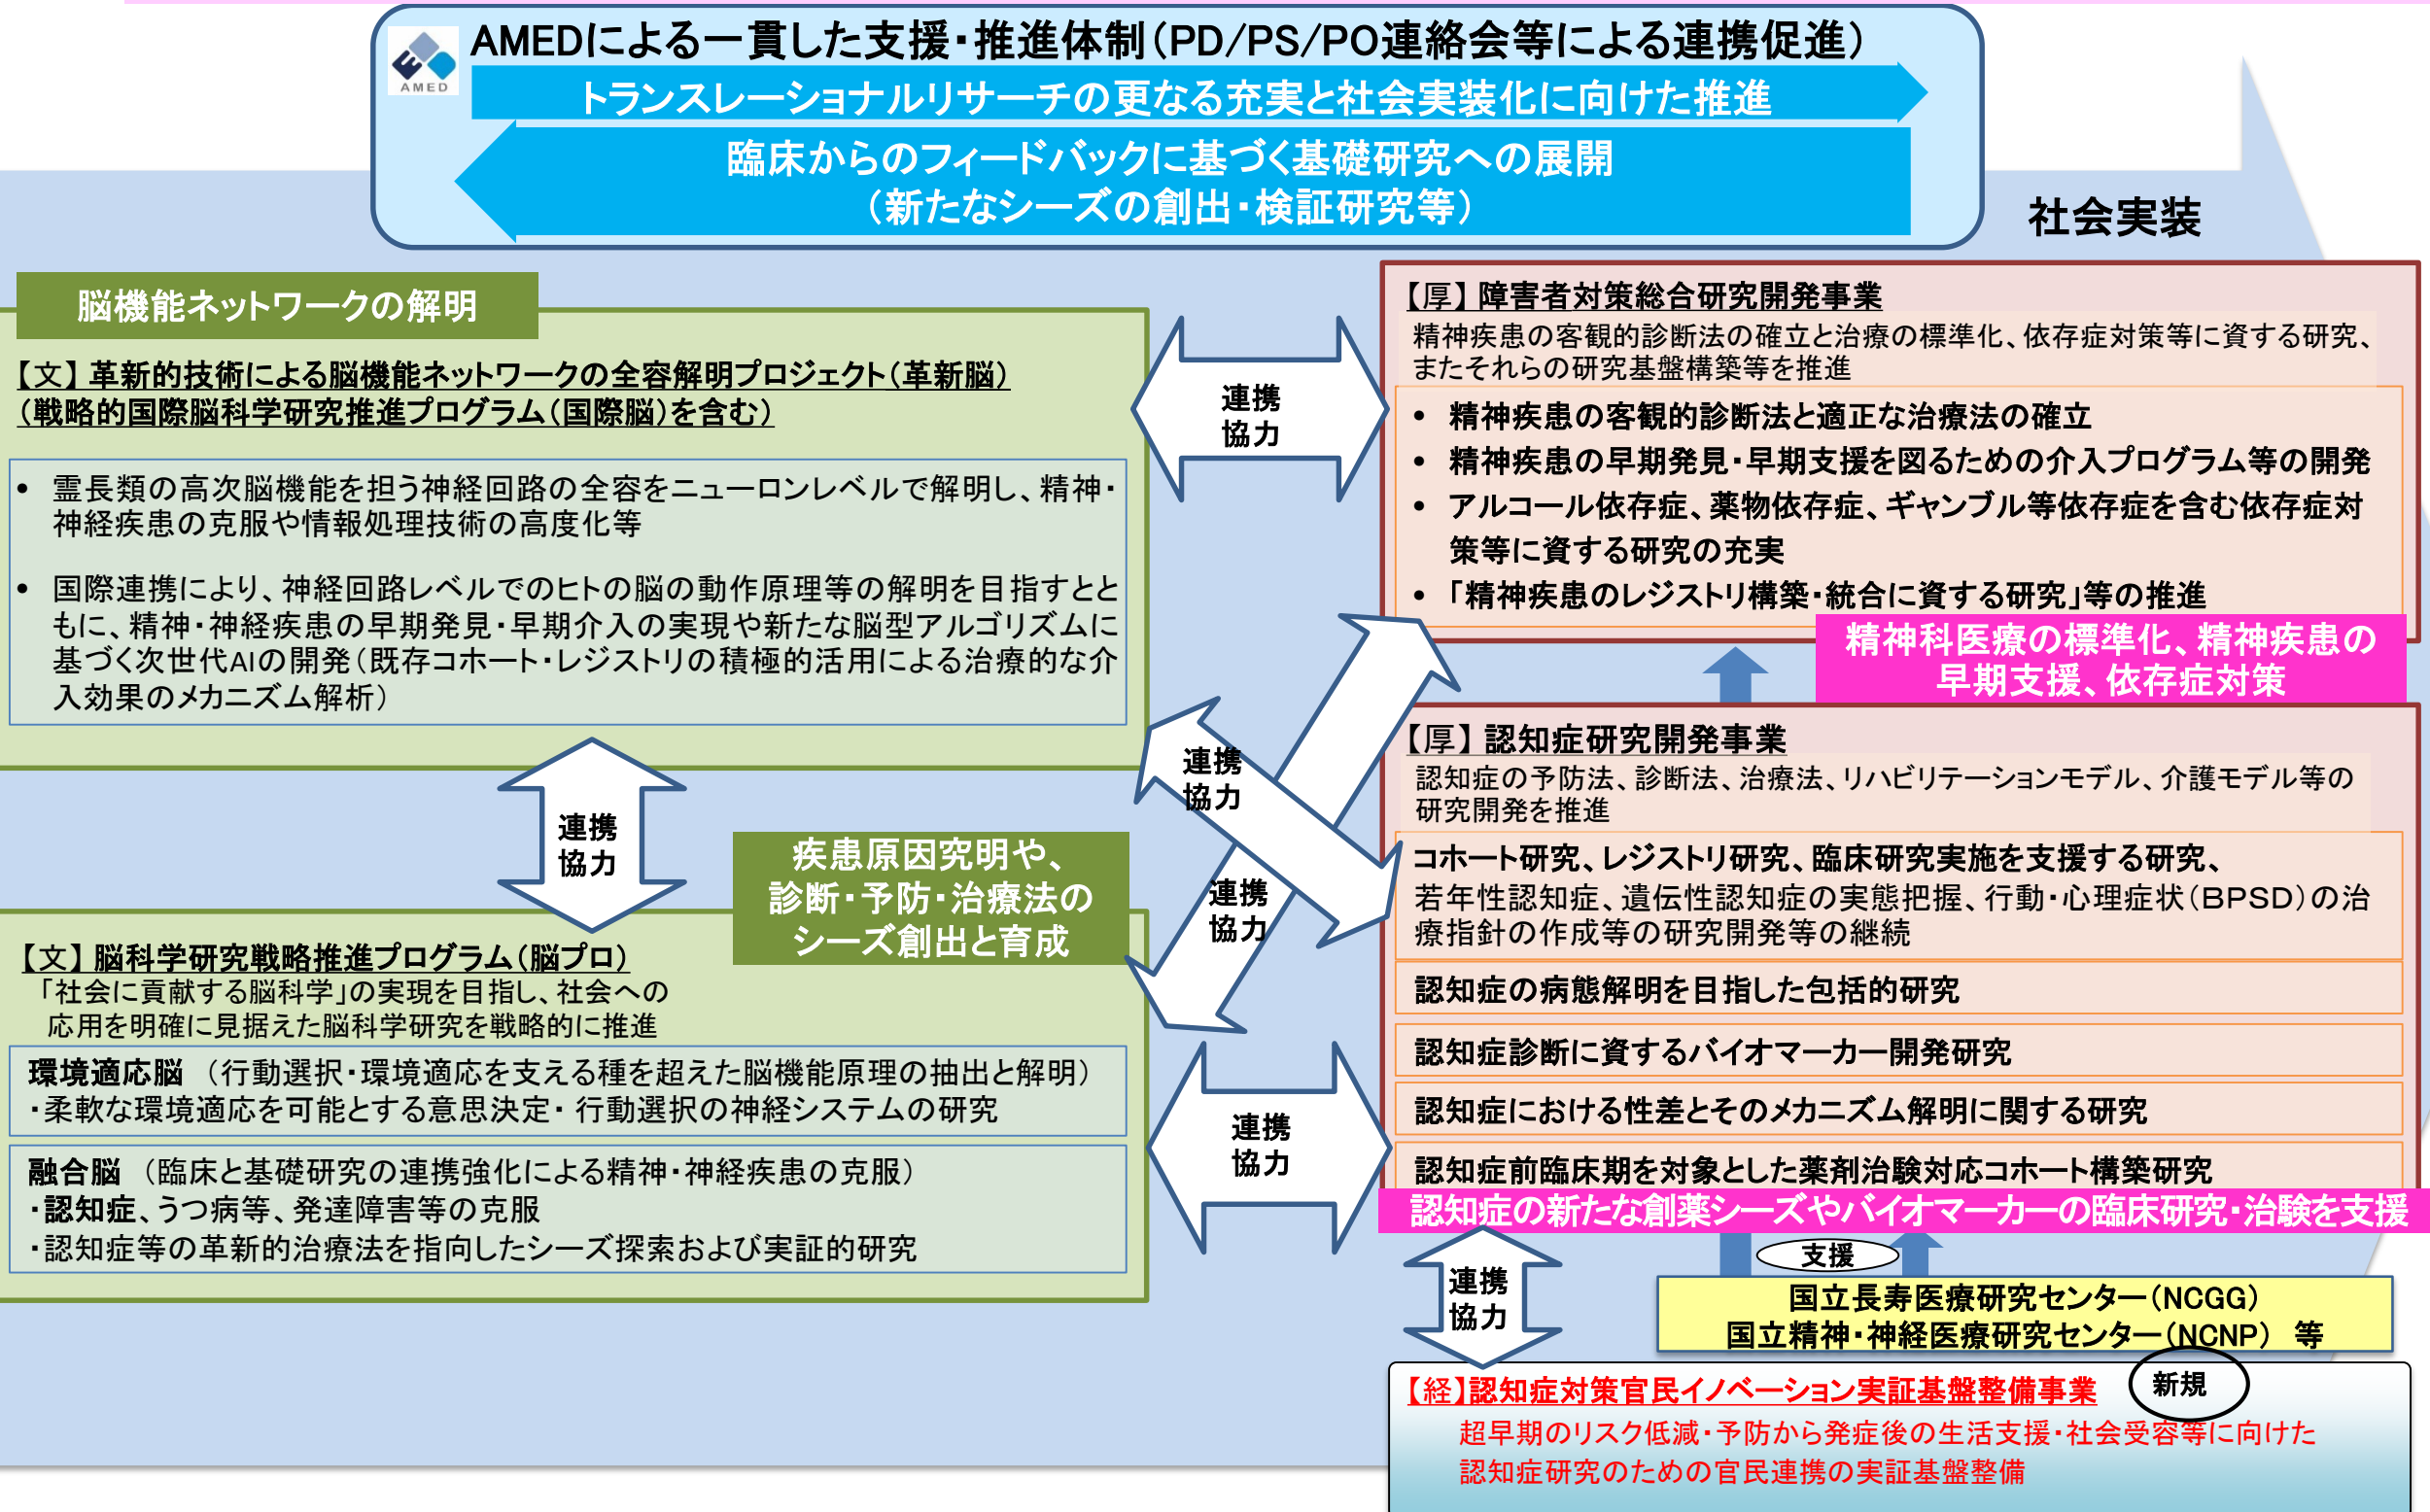 AMEDによる一貫した支援・推進体制（PD/PS/PO連絡会等による連携促進）
AMED
トランスレーショナルリサーチの更なる充実と社会実装化に向けた推進
臨床からのフィードバックに基づく基礎研究への展開
（新たなシーズの創出・検証研究等）
社会実装
脳機能ネットワークの解明
【文】革新的技術による脳機能ネットワークの全容解明プロジェクト（革新脳）
（戦略的国際脳科学研究推進プログラム（国際脳）を含む）
• 霊長類の高次脳機能を担う神経回路の全容をニューロンレベルで解明し、精神・
神経疾患の克服や情報処理技術の高度化等
• 国際連携により、神経回路レベルでのヒトの脳の動作原理等の解明を目指すとと
もに、精神・神経疾患の早期発見・早期介入の実現や新たな脳型アルゴリズムに
基づく次世代AIの開発（既存コホート・レジストリの積極的活用による治療的な介
入効果のメカニズム解析）
連携
協力
【厚】障害者対策総合研究開発事業
精神疾患の客観的診断法の確立と治療の標準化、依存症対策等に資する研究、
またそれらの研究基盤構築等を推進
• 精神疾患の客観的診断法と適正な治療法の確立
• 精神疾患の早期発見・早期支援を図るための介入プログラム等の開発
• アルコール依存症、薬物依存症、ギャンブル等依存症を含む依存症対
策等に資する研究の充実
• 「精神疾患のレジストリ構築・統合に資する研究」等の推進
精神科医療の標準化、精神疾患の
早期支援、依存症対策
連携
協力
連携
協力
連携
協力
疾患原因究明や、
診断・予防・治療法の
シーズ創出と育成
【文】脳科学研究戦略推進プログラム（脳プロ）
「社会に貢献する脳科学」の実現を目指し、社会への
応用を明確に見据えた脳科学研究を戦略的に推進
環境適応脳 （行動選択・環境適応を支える種を超えた脳機能原理の抽出と解明）
・柔軟な環境適応を可能とする意思決定・ 行動選択の神経システムの研究
融合脳 （臨床と基礎研究の連携強化による精神・神経疾患の克服）
・認知症、うつ病等、発達障害等の克服
・認知症等の革新的治療法を指向したシーズ探索および実証的研究
連携
協力
【厚】認知症研究開発事業
認知症の予防法、診断法、治療法、リハビリテーションモデル、介護モデル等の
研究開発を推進
コホート研究、レジストリ研究、臨床研究実施を支援する研究、
若年性認知症、遺伝性認知症の実態把握、行動・心理症状（BPSD）の治
療指針の作成等の研究開発等の継続
認知症の病態解明を目指した包括的研究
認知症診断に資するバイオマーカー開発研究
認知症における性差とそのメカニズム解明に関する研究
認知症前臨床期を対象とした薬剤治験対応コホート構築研究
認知症の新たな創薬シーズやバイオマーカーの臨床研究・治験を支援
支援
連携
協力
国立長寿医療研究センター（NCGG）
国立精神・神経医療研究センター（NCNP） 等
【経】認知症対策官民イノベーション実証基盤整備事業
新規
超早期のリスク低減・予防から発症後の生活支援・社会受容等に向けた
認知症研究のための官民連携の実証基盤整備